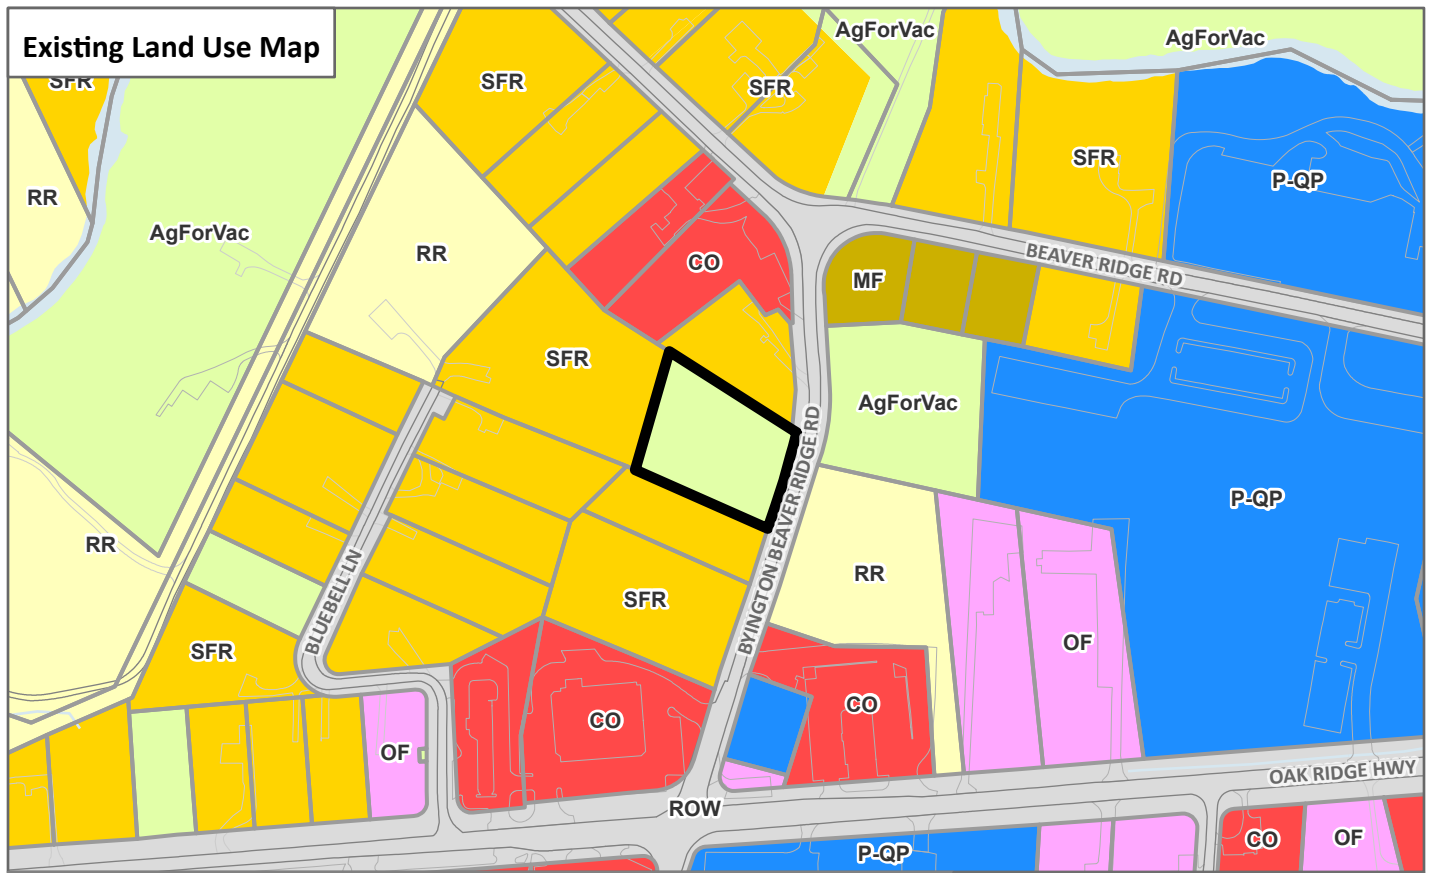 Existing Land Use Map
AgForVac
AgForVac
SFR
SFR
SFR
SFR
P-QP
RR
AgForVac
RR
CO
BEAVER RIDGE RD
MF
SFR
AgForVac
BYINGTON BEAVER RIDGE RD
P-QP
RR
RR
BLUEBELL LN
SFR
SFR
OF
CO
CO
OF
OAK RIDGE HWY
ROW
P-QP
CO
OF